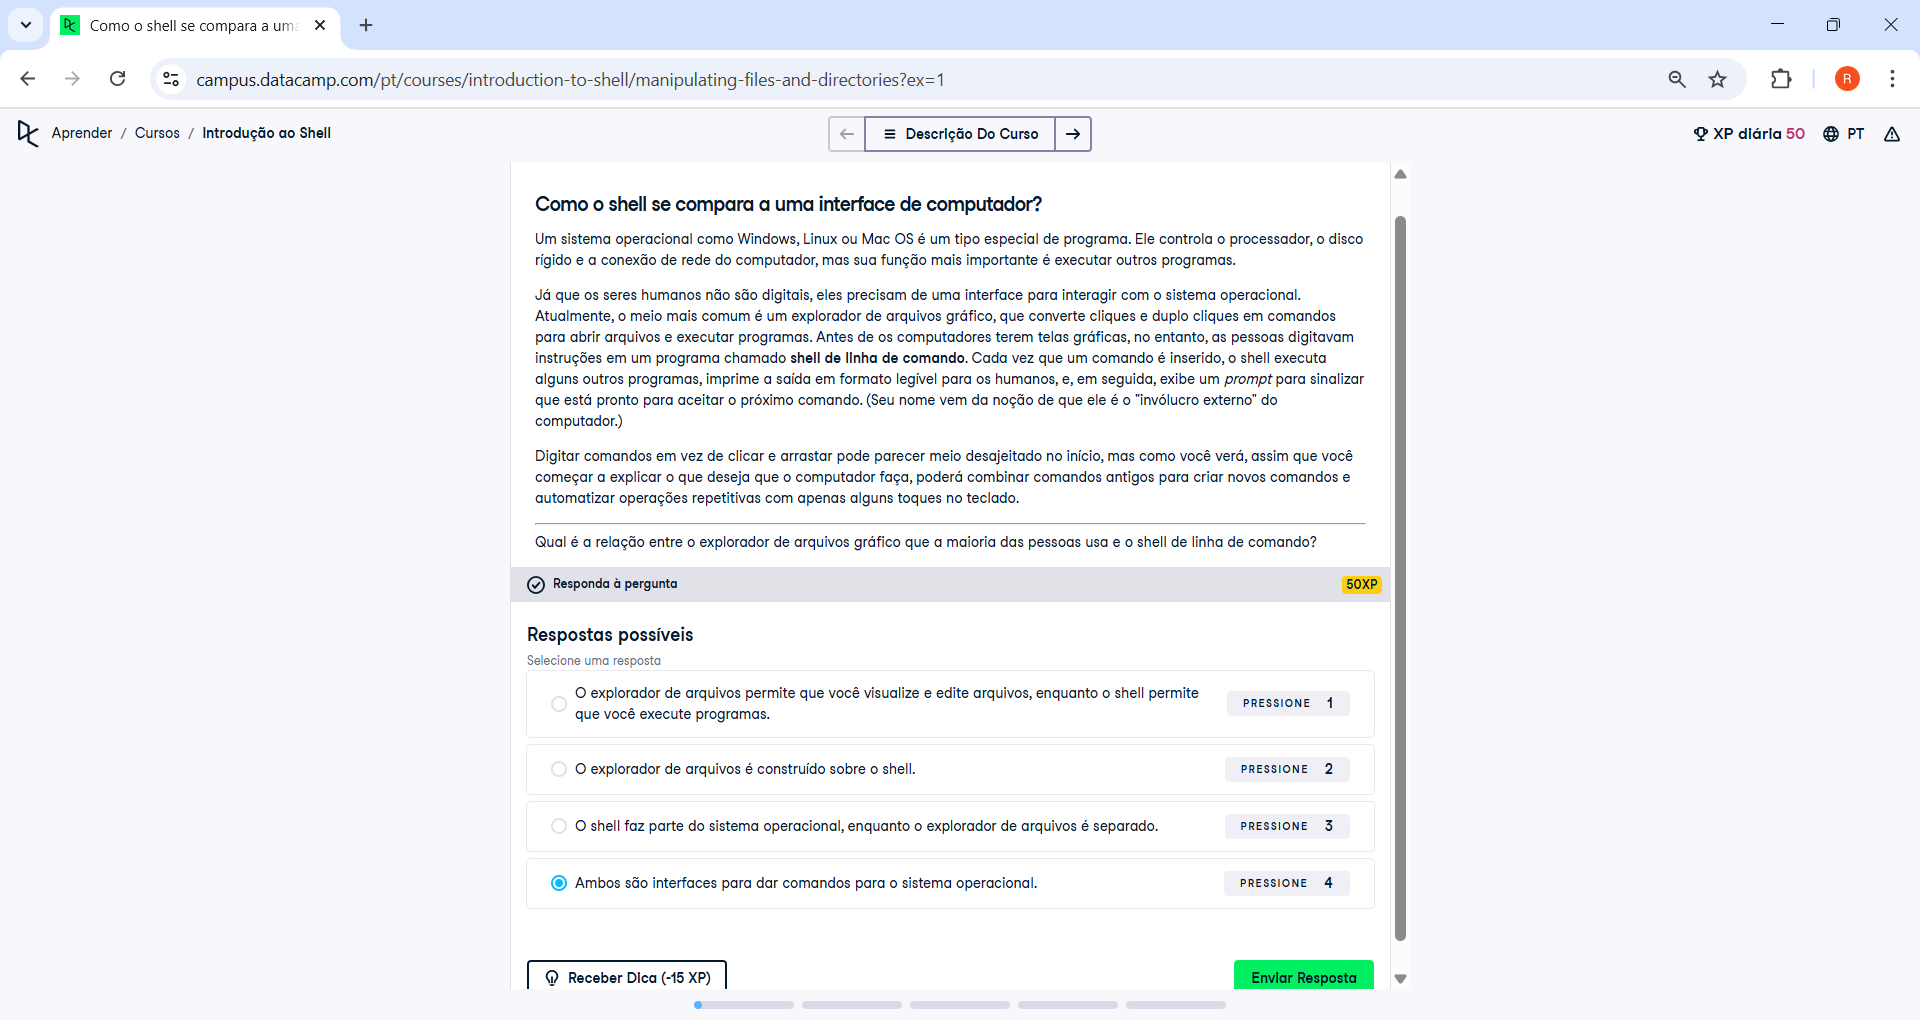 Como o shell se compara a uma
campus.datacamp.com/pt/courses/introduction-to-shell/manipulating-files-and-directories?ex=1
R
Aprender / Cursos / Introdução ao Shell
Descrição Do Curso
XP diária 50
PT
Como o shell se compara a uma interface de computador?
Um sistema operacional como Windows, Linux ou Mac OS é um tipo especial de programa. Ele controla o processador, o disco
rígido e a conexão de rede do computador, mas sua função mais importante é executar outros programas.
Já que os seres humanos não são digitais, eles precisam de uma interface para interagir com o sistema operacional.
Atualmente, o meio mais comum é um explorador de arquivos gráfico, que converte cliques e duplo cliques em comandos
para abrir arquivos e executar programas. Antes de os computadores terem telas gráficas, no entanto, as pessoas digitavam
instruções em um programa chamado shell de linha de comando. Cada vez que um comando é inserido, o shell executa
alguns outros programas, imprime a saída em formato legível para os humanos, e, em seguida, exibe um prompt para sinalizar
que está pronto para aceitar o próximo comando. (Seu nome vem da noção de que ele é o "invólucro externo" do
computador.)
Digitar comandos em vez de clicar e arrastar pode parecer meio desajeitado no início, mas como você verá, assim que você
começar a explicar o que deseja que o computador faça, poderá combinar comandos antigos para criar novos comandos e
automatizar operações repetitivas com apenas alguns toques no teclado.
Qual é a relação entre o explorador de arquivos gráfico que a maioria das pessoas usa e o shell de linha de comando?
Responda à pergunta
50XP
Respostas possíveis
Selecione uma resposta
O explorador de arquivos permite que você visualize e edite arquivos, enquanto o shell permite
que você execute programas.
PRESSIONE 1
O explorador de arquivos é construído sobre o shell.
PRESSIONE 2
O shell faz parte do sistema operacional, enquanto o explorador de arquivos é separado.
PRESSIONE 3
Ambos são interfaces para dar comandos para o sistema operacional.
PRESSIONE 4
Receber Dica (-15 XP)
Enviar Resposta